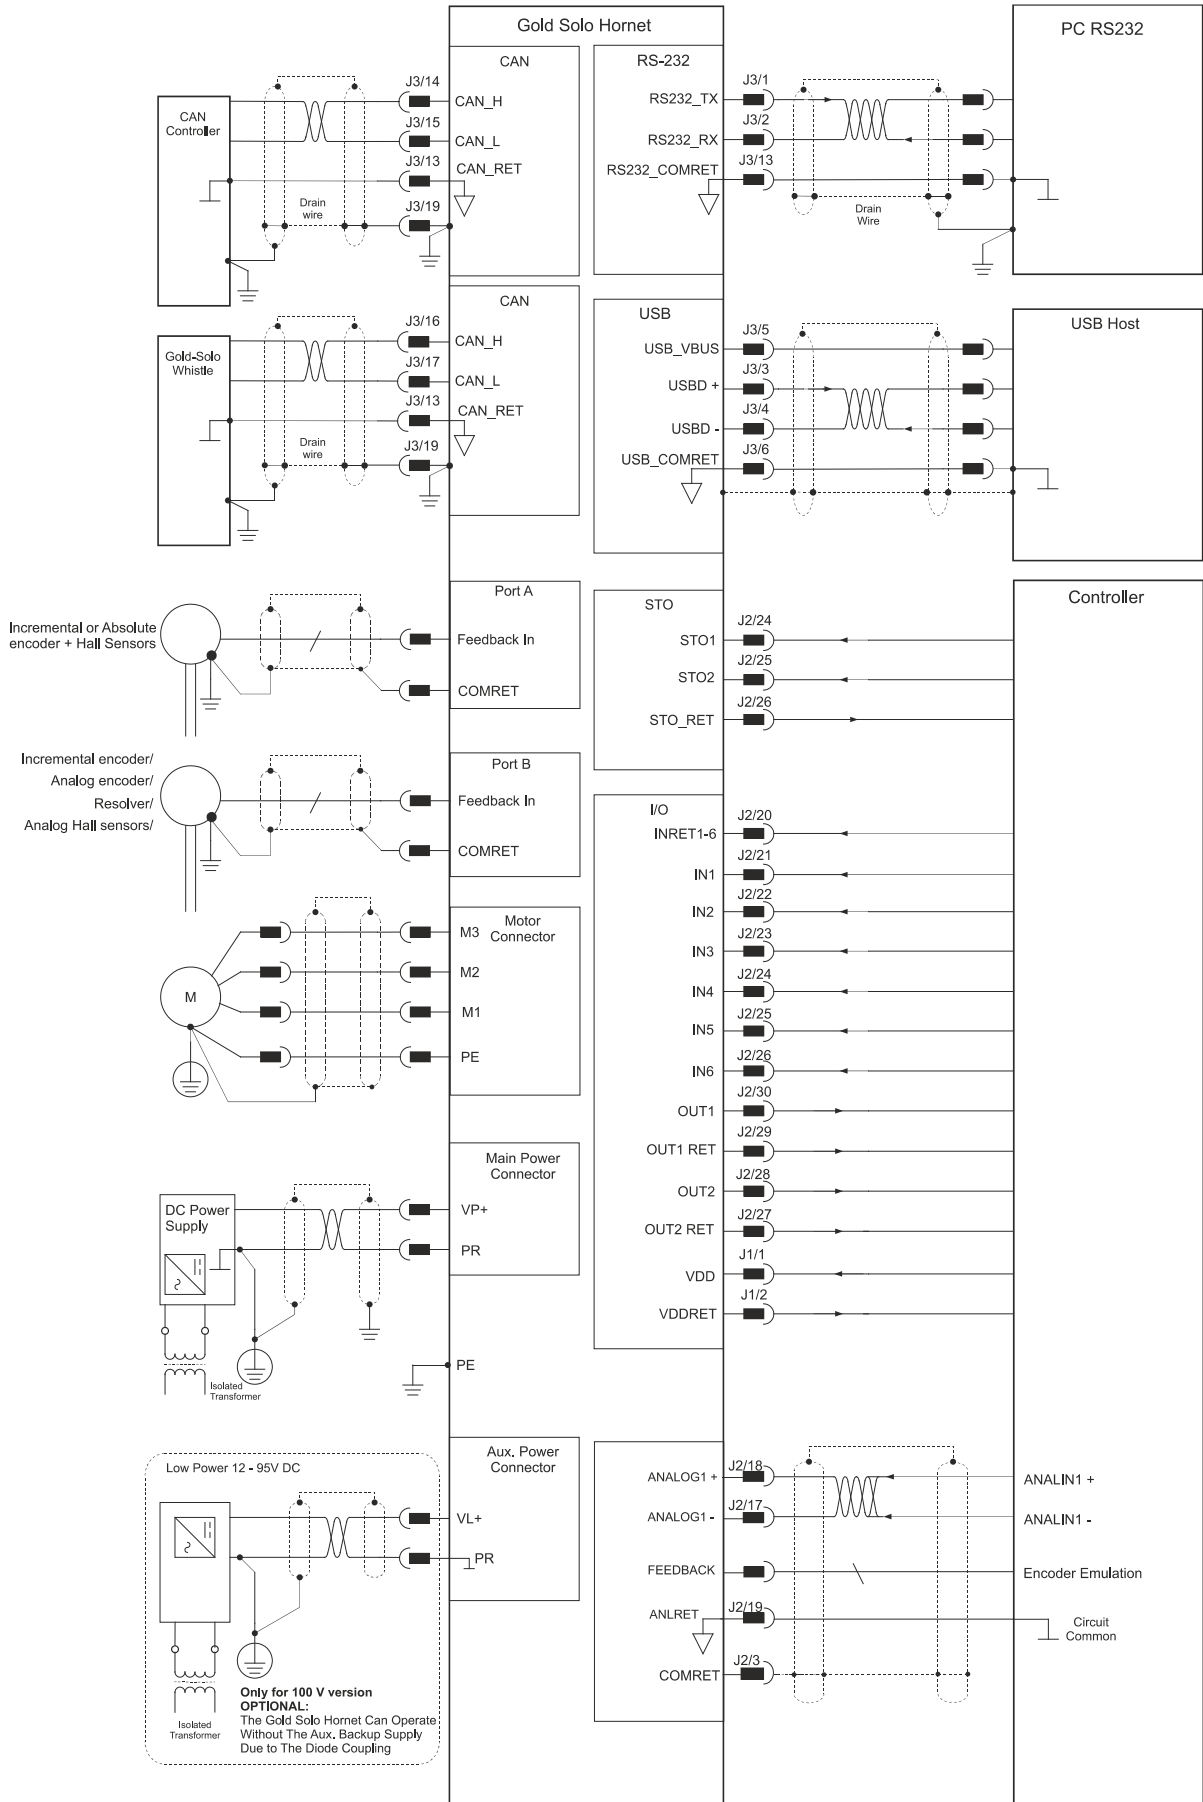 Gold Solo Hornet
CAN
J3/14
CAN_H
J3/15
CAN_L
J3/13
CAN_RET
J3/19
CAN
Controller
Drain
wire
CAN
J3/16
CAN_H
J3/17
CAN_L
J3/13
CAN_RET
J3/19
Gold-Solo
Whistle
Drain
wire
Port A
Feedback In
COMRET
Incremental or Absolute
encoder + Hall Sensors
Port B
Feedback In
COMRET
Incremental encoder/
Analog encoder/
Resolver/
Analog Hall sensors/
Motor
Connector
M3
M2
M1
PE
M
Main Power
Connector
VP+
PR
DC Power
Supply
Isolated
Transformer
PE
Aux. Power
Connector
VL+
PR
Low Power 12 - 95V DC
Isolated
Transformer
Only for 100 V version
OPTIONAL:
The Gold Solo Hornet Can Operate
Without The Aux. Backup Supply
Due to The Diode Coupling
RS-232
RS232_TX
J3/1
RS232_RX
J3/2
RS232_COMRET
J3/13
Drain
Wire
PC RS232
USB
USB_VBUS
J3/5
USBD +
J3/3
USBD -
J3/4
USB_COMRET
J3/6
USB Host
Controller
STO
STO1
J2/24
STO2
J2/25
STO_RET
J2/26
I/O
INRET1-6
J2/20
IN1
J2/21
IN2
J2/22
IN3
J2/23
IN4
J2/24
IN5
J2/25
IN6
J2/26
OUT1
J2/30
OUT1 RET
J2/29
OUT2
J2/28
OUT2 RET
J2/27
VDD
J1/1
VDDRET
J1/2
ANALOG1 +
J2/18
ANALIN1 +
ANALOG1 -
J2/17
ANALIN1 -
FEEDBACK
Encoder Emulation
ANLRET
J2/19
Circuit
Common
COMRET
J2/3